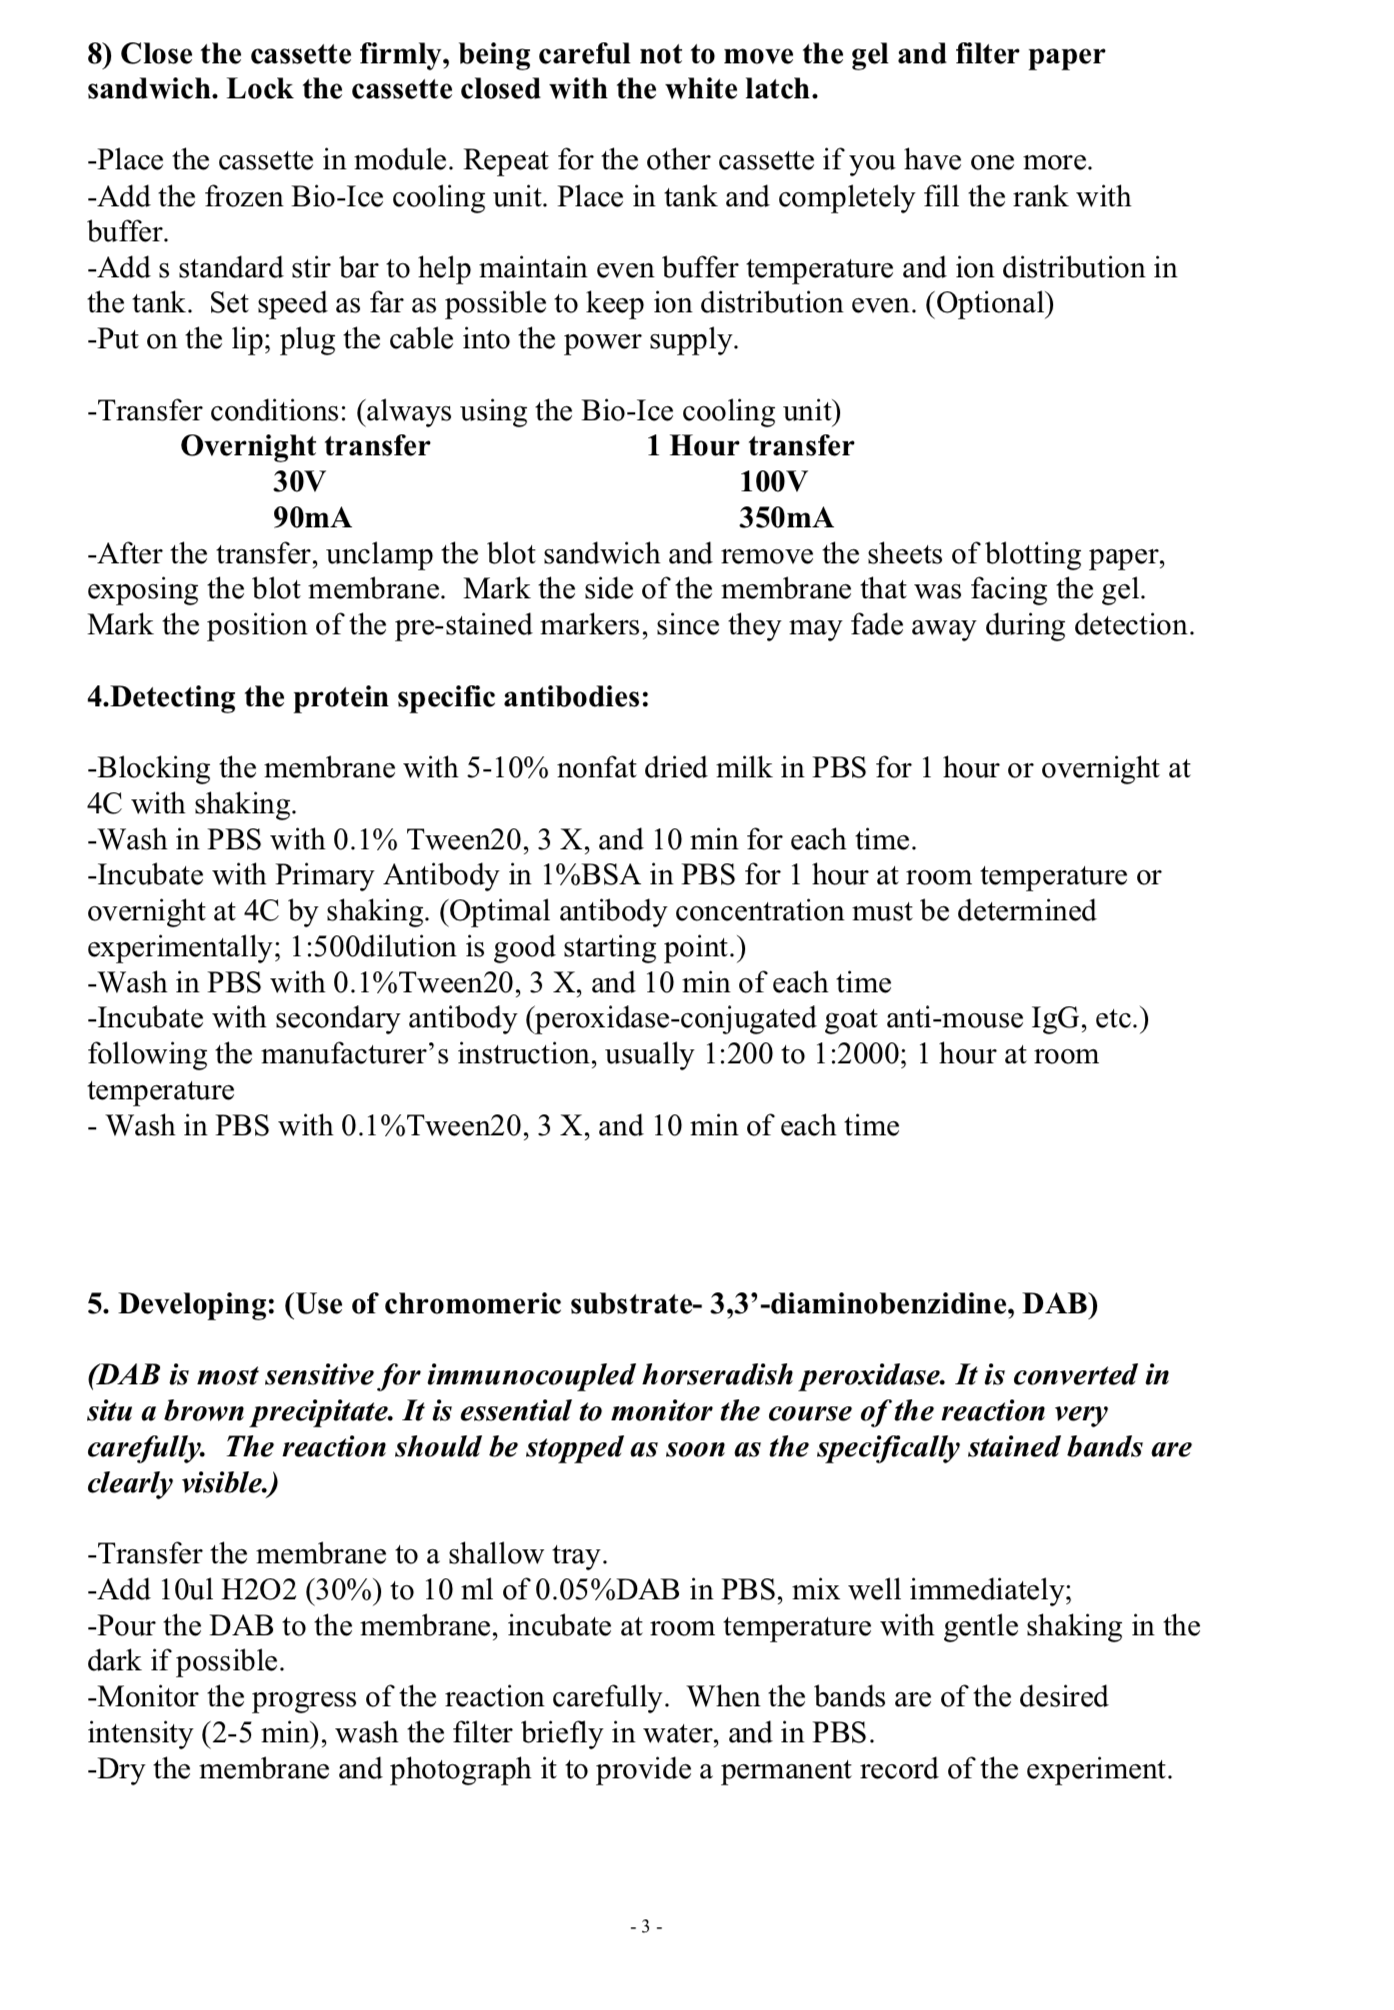 8) Close the cassette firmly, being careful not to move the gel and filter paper
sandwich. Lock the cassette closed with the white latch.
-Place the cassette in module. Repeat for the other cassette if you have one more.
-Add the frozen Bio-Ice cooling unit. Place in tank and completely fill the rank with
buffer.
-Add s standard stir bar to help maintain even buffer temperature and ion distribution in
the tank.  Set speed as far as possible to keep ion distribution even. (Optional)
-Put on the lip; plug the cable into the power supply.
-Transfer conditions: (always using the Bio-Ice cooling unit)
Overnight transfer 1 Hour transfer
30V 100V
90mA 350mA
-After the transfer, unclamp the blot sandwich and remove the sheets of blotting paper,
exposing the blot membrane.  Mark the side of the membrane that was facing the gel.
Mark the position of the pre-stained markers, since they may fade away during detection.
4.Detecting the protein specific antibodies:
-Blocking the membrane with 5-10% nonfat dried milk in PBS for 1 hour or overnight at
4C with shaking.
-Wash in PBS with 0.1% Tween20, 3 X, and 10 min for each time.
-Incubate with Primary Antibody in 1%BSA in PBS for 1 hour at room temperature or
overnight at 4C by shaking. (Optimal antibody concentration must be determined
experimentally; 1:500dilution is good starting point.)
-Wash in PBS with 0.1%Tween20, 3 X, and 10 min of each time
-Incubate with secondary antibody (peroxidase-conjugated goat anti-mouse IgG, etc.)
following the manufacturer’s instruction, usually 1:200 to 1:2000; 1 hour at room
temperature
- Wash in PBS with 0.1%Tween20, 3 X, and 10 min of each time
5. Developing: (Use of chromomeric substrate- 3,3’-diaminobenzidine, DAB)
(DAB is most sensitive for immunocoupled horseradish peroxidase. It is converted in
situ a brown precipitate. It is essential to monitor the course of the reaction very
carefully.  The reaction should be stopped as soon as the specifically stained bands are
clearly visible.)
-Transfer the membrane to a shallow tray.
-Add 10ul H2O2 (30%) to 10 ml of 0.05%DAB in PBS, mix well immediately;
-Pour the DAB to the membrane, incubate at room temperature with gentle shaking in the
dark if possible.
-Monitor the progress of the reaction carefully.  When the bands are of the desired
intensity (2-5 min), wash the filter briefly in water, and in PBS.
-Dry the membrane and photograph it to provide a permanent record of the experiment.
- 3 -